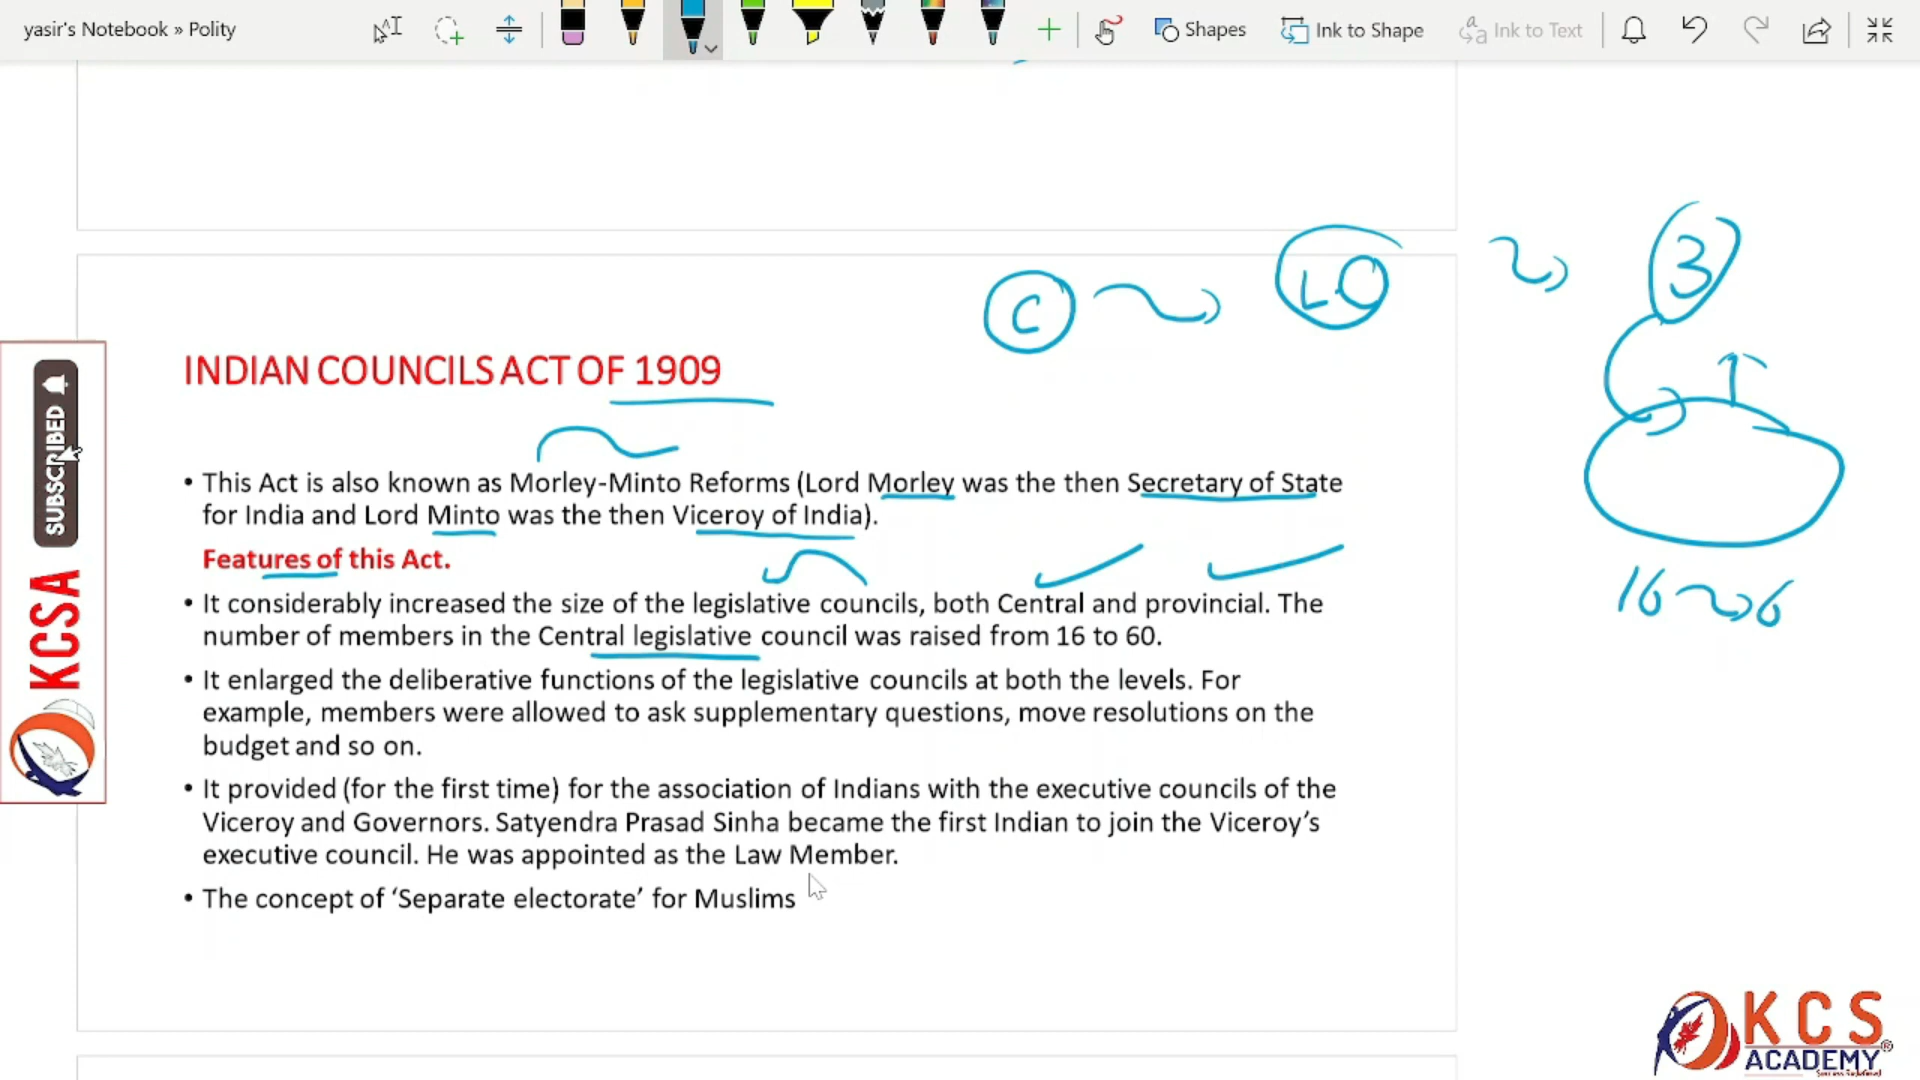 yasir's Notebook » Polity
Shapes
Ink to Shape
Ink to Text
C
LC
3
INDIAN COUNCILS ACT OF 1909
• This Act is also known as Morley-Minto Reforms (Lord Morley was the then Secretary of State
for India and Lord Minto was the then Viceroy of India).
Features of this Act.
• It considerably increased the size of the legislative councils, both Central and provincial. The
number of members in the Central legislative council was raised from 16 to 60.
16 6
• It enlarged the deliberative functions of the legislative councils at both the levels. For
example, members were allowed to ask supplementary questions, move resolutions on the
budget and so on.
• It provided (for the first time) for the association of Indians with the executive councils of the
Viceroy and Governors. Satyendra Prasad Sinha became the first Indian to join the Viceroy's
executive council. He was appointed as the Law Member.
• The concept of ‘Separate electorate’ for Muslims
SUBSCRIBED
KCSA
KCS
ACADEMY®